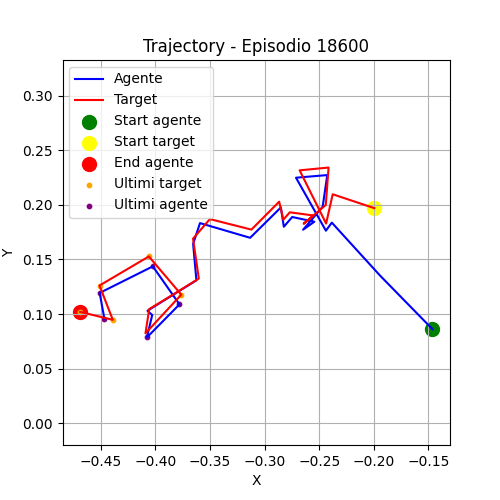 Trajectory - Episodio 18600
Agente
Target
Start agente
Start target
End agente
Ultimi target
Ultimi agente
Y
0.30
0.25
0.20
0.15
0.10
0.05
0.00
−0.45 −0.40 −0.35 −0.30 −0.25 −0.20 −0.15
X